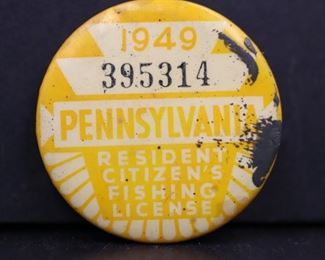 1949
395314
PENNSYLVANIA
RESIDENT
CITIZEN'S
FISHING
LICENSE